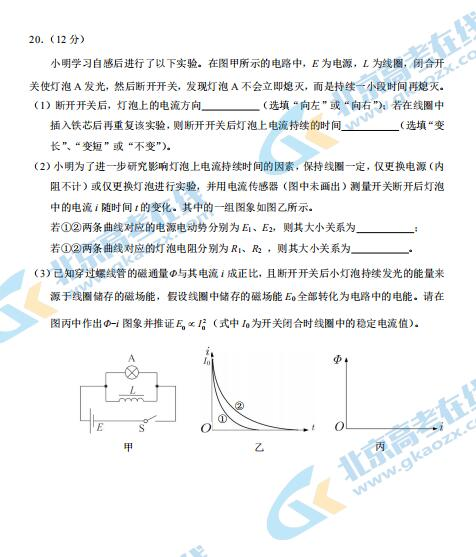 20.（12 分）
小明学习自感后进行了以下实验。在图甲所示的电路中，E 为电源，L 为线圈，闭合开
关使灯泡 A 发光，然后断开开关，发现灯泡 A 不会立即熄灭，而是持续一小段时间再熄灭。
（1）断开开关后，灯泡上的电流方向__________（选填“向左”或“向右”）；若在线圈中
插入铁芯后再重复该实验，则断开开关后灯泡上电流持续的时间__________（选填“变
长”、“变短”或“不变”）。
（2）小明为了进一步研究影响灯泡上电流持续时间的因素，保持线圈一定，仅更换电源（内
阻不计）或仅更换灯泡进行实验，并用电流传感器（图中未画出）测量开关断开后灯泡
中的电流 i 随时间 t 的变化。其中的一组图象如图乙所示。
若①②两条曲线对应的电源电动势分别为 E₁、E₂，则其大小关系为__________；
若①②两条曲线对应的灯泡电阻分别为 R₁、R₂ ，则其大小关系为__________。
（3）已知穿过螺线管的磁通量Φ与其电流 i 成正比，且断开开关后小灯泡持续发光的能量来
源于线圈储存的磁场能，假设线圈中储存的磁场能 E₀ 全部转化为电路中的电能。请在
图丙中作出Φ-i 图象并推证 E₀ ∝ I₀²（式中 I₀ 为开关闭合时线圈中的稳定电流值）。
A
L
E
S
甲
i
I₀
②
①
O
t
乙
Φ
O
i
丙
北京高考在线
www.gkaozx.com